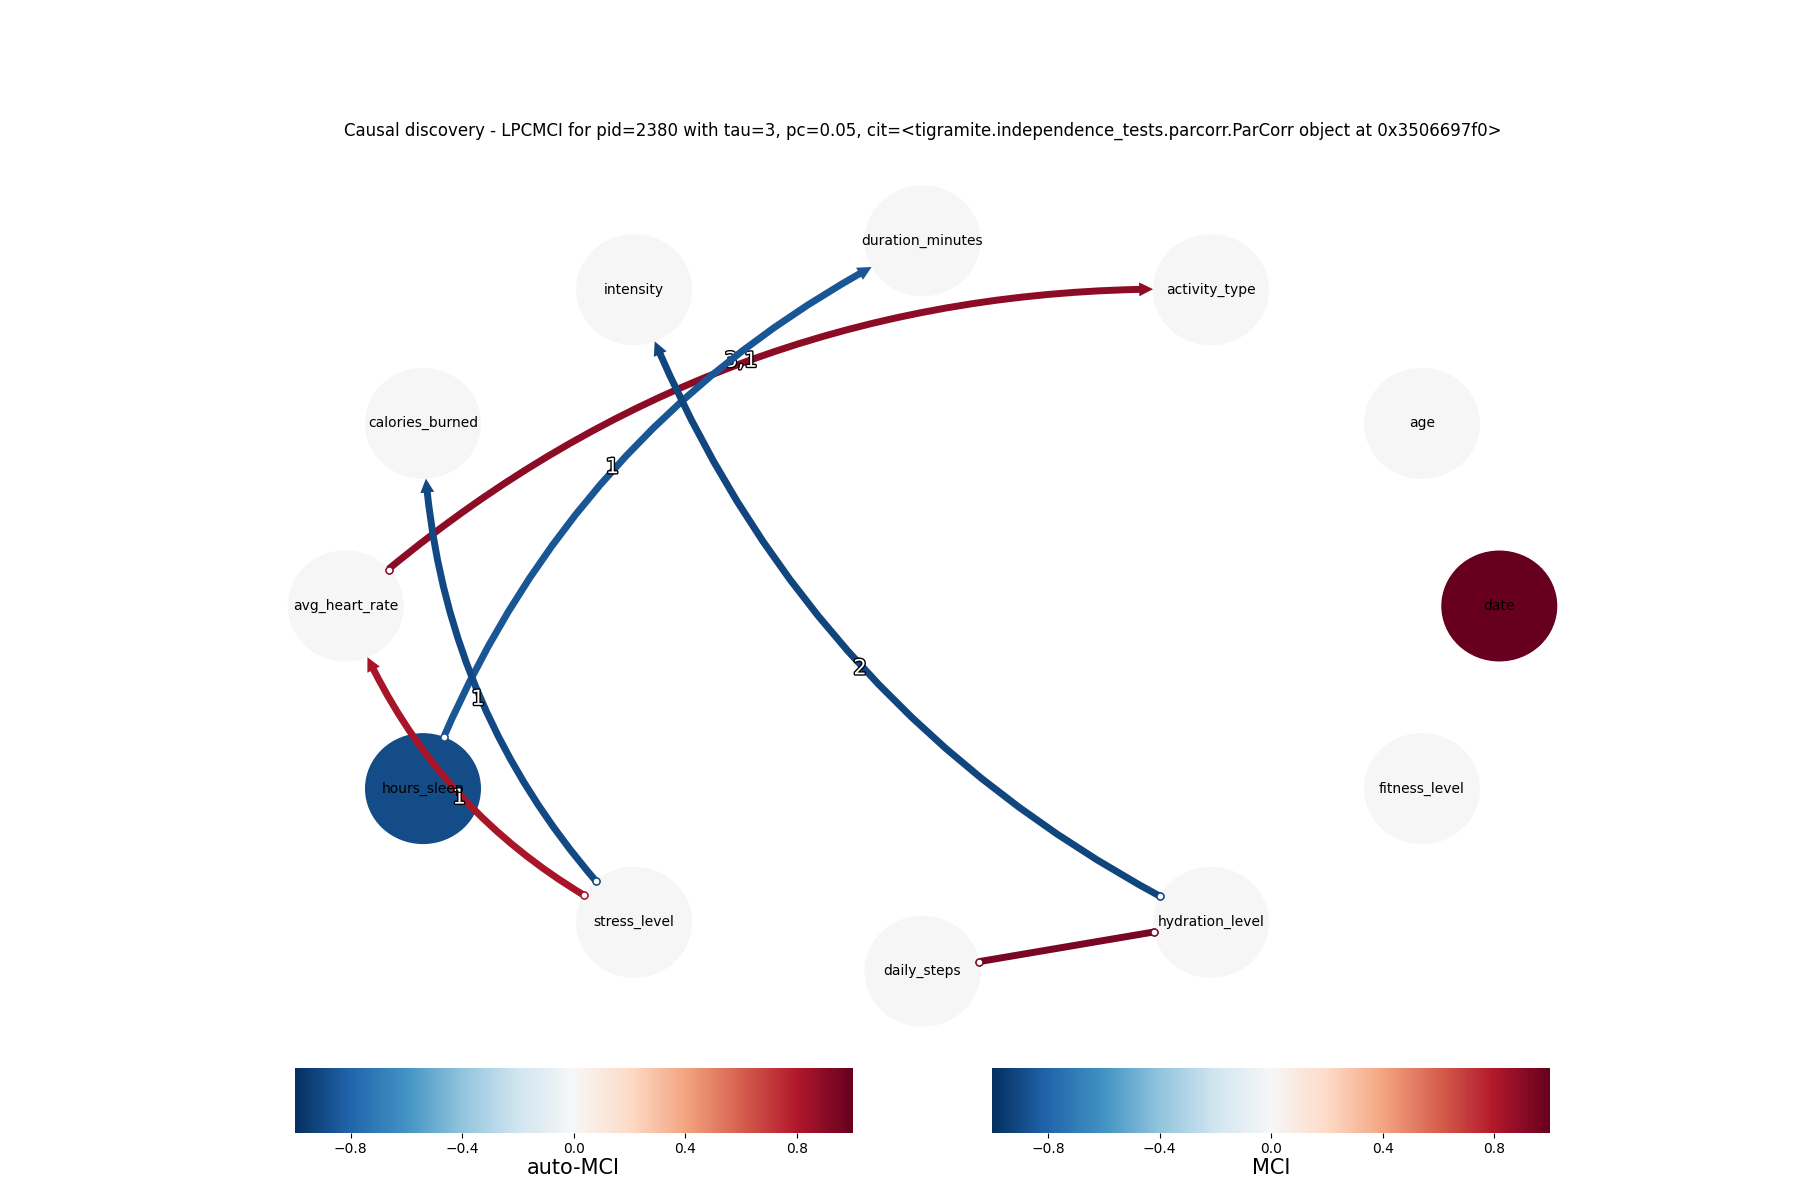 Causal discovery - LPCMCI for pid=2380 with tau=3, pc=0.05, cit=<tigramite.independence_tests.parcorr.ParCorr object at 0x3506697f0>
duration_minutes
intensity
activity_type
3,1
calories_burned
age
1
avg_heart_rate
date
2
1
hours_sleep
1
fitness_level
stress_level
hydration_level
daily_steps
−0.8 −0.4 0.0 0.4 0.8
auto-MCI
−0.8 −0.4 0.0 0.4 0.8
MCI